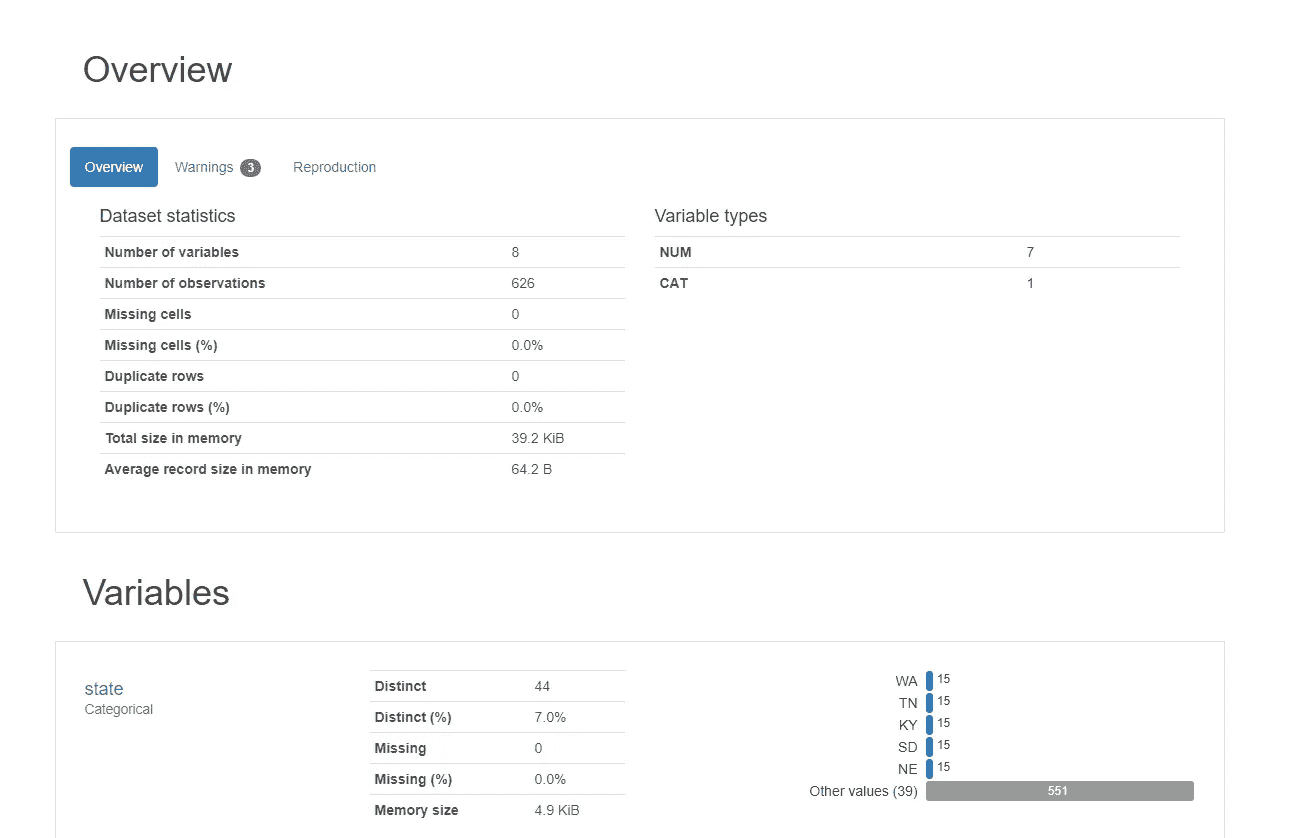 Overview
Overview Warnings 3 Reproduction
Dataset statistics
Number of variables 8
Number of observations 626
Missing cells 0
Missing cells (%) 0.0%
Duplicate rows 0
Duplicate rows (%) 0.0%
Total size in memory 39.2 KiB
Average record size in memory 64.2 B
Variable types
NUM 7
CAT 1
Variables
state
Categorical
Distinct 44
Distinct (%) 7.0%
Missing 0
Missing (%) 0.0%
Memory size 4.9 KiB
WA 15
TN 15
KY 15
SD 15
NE 15
Other values (39) 551